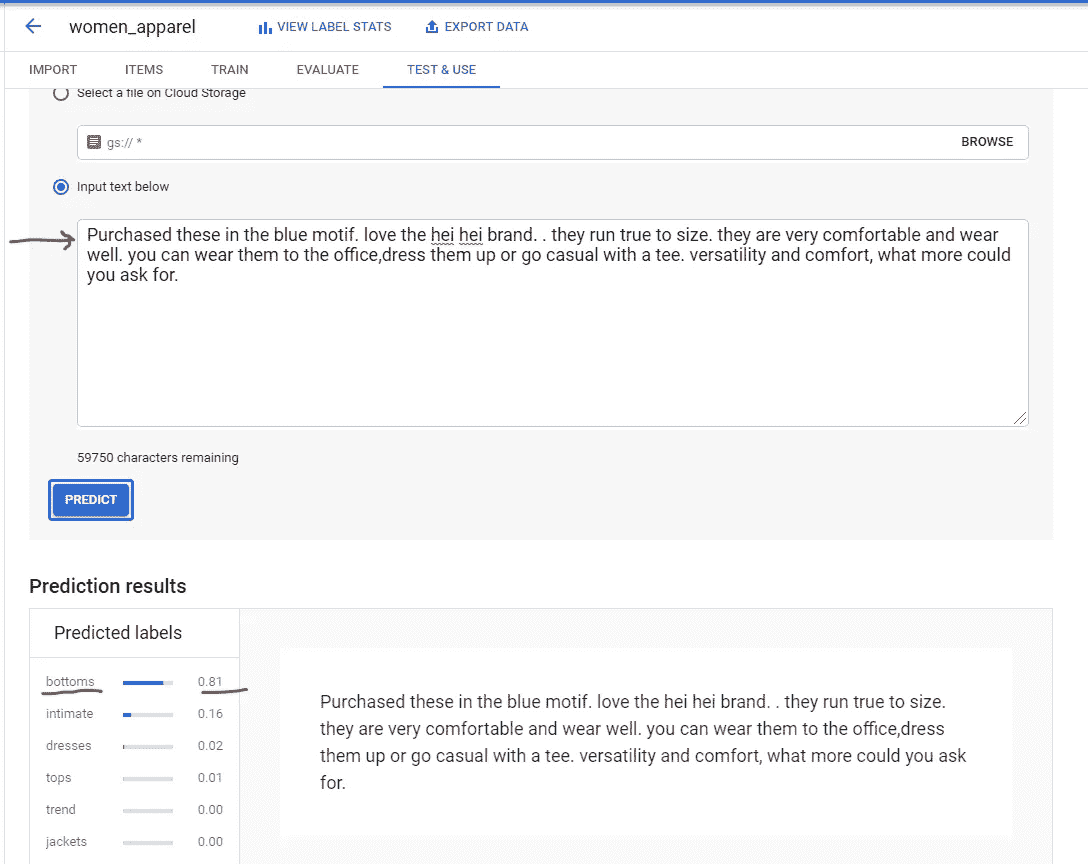 women_apparel
VIEW LABEL STATS
EXPORT DATA
IMPORT
ITEMS
TRAIN
EVALUATE
TEST & USE
Select a file on Cloud Storage
gs:// *
BROWSE
Input text below
Purchased these in the blue motif. love the hei hei brand. . they run true to size. they are very comfortable and wear
well. you can wear them to the office,dress them up or go casual with a tee. versatility and comfort, what more could
you ask for.
59750 characters remaining
PREDICT
Prediction results
Predicted labels
bottoms 0.81
intimate 0.16
dresses 0.02
tops 0.01
trend 0.00
jackets 0.00
Purchased these in the blue motif. love the hei hei brand. . they run true to size.
they are very comfortable and wear well. you can wear them to the office,dress
them up or go casual with a tee. versatility and comfort, what more could you ask
for.